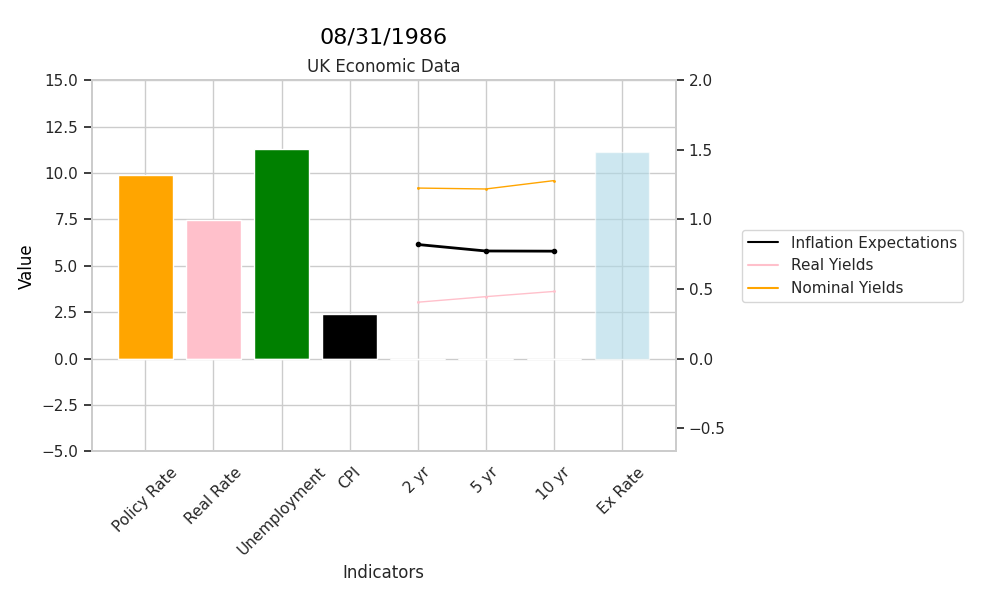 08/31/1986
UK Economic Data
15.0
12.5
10.0
7.5
5.0
2.5
0.0
−2.5
−5.0
Value
2.0
1.5
1.0
0.5
0.0
−0.5
Inflation Expectations
Real Yields
Nominal Yields
Policy Rate
Real Rate
Unemployment
CPI
2 yr
5 yr
10 yr
Ex Rate
Indicators